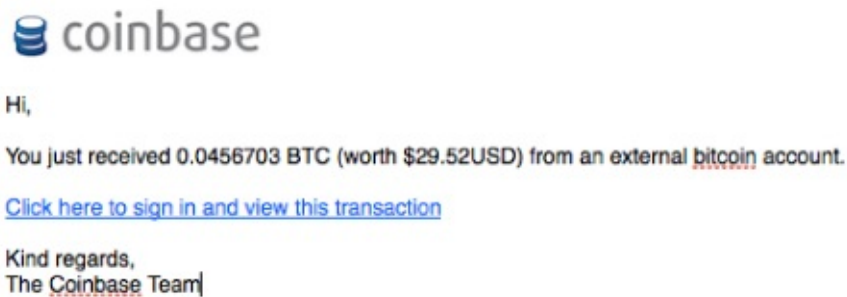 coinbase
Hi,
You just received 0.0456703 BTC (worth $29.52USD) from an external bitcoin account.
Click here to sign in and view this transaction
Kind regards,
The Coinbase Team